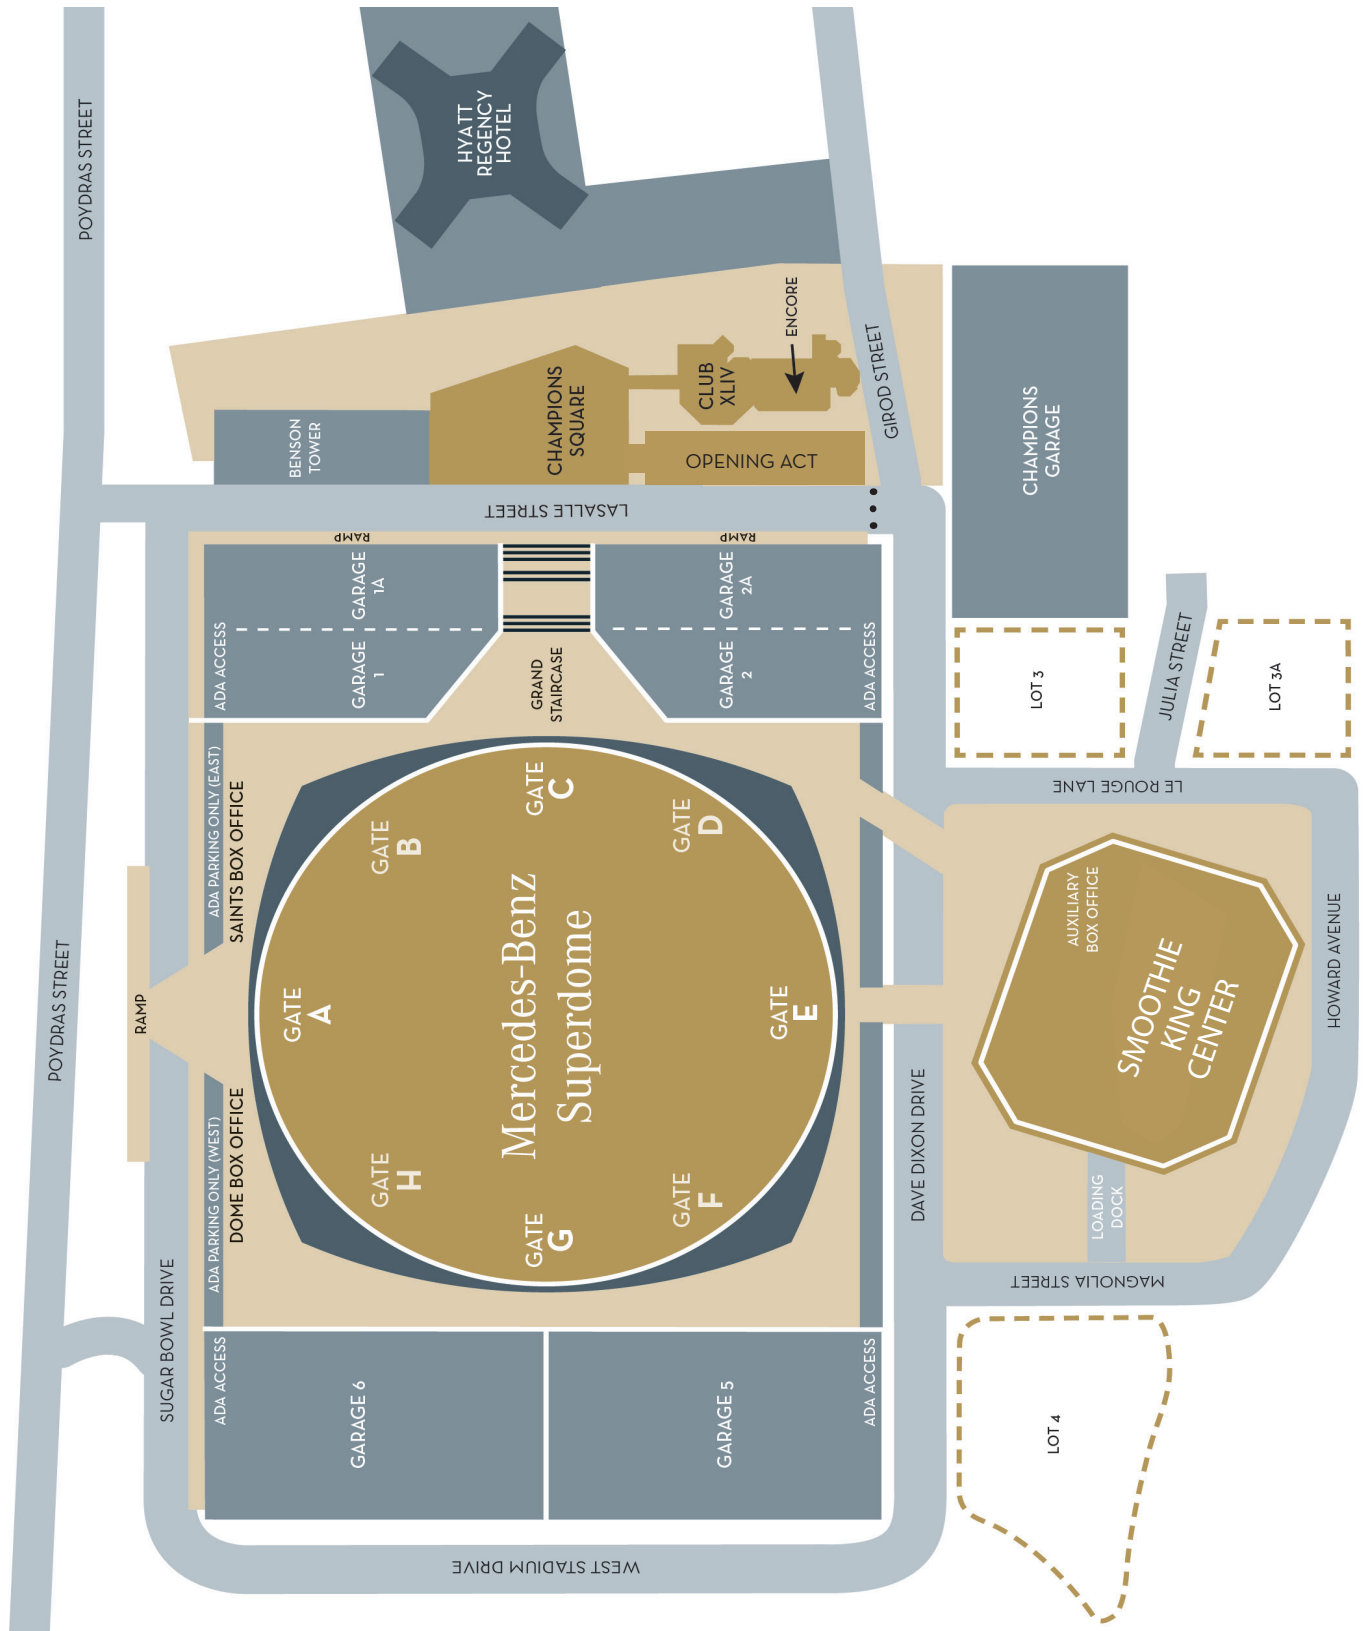 POYDRAS STREET
POYDRAS STREET
HYATT
REGENCY
HOTEL
BENSON
TOWER
CHAMPIONS
SQUARE
CLUB
XLIV
ENCORE
OPENING ACT
GIROD STREET
CHAMPIONS
GARAGE
LASALLE STREET
RAMP
RAMP
GARAGE
1A
GARAGE
1
ADA ACCESS
GRAND
STAIRCASE
GARAGE
2A
GARAGE
2
ADA ACCESS
LOT 3
JULIA STREET
LOT 3A
LE ROUGE LANE
ADA PARKING ONLY (EAST)
SAINTS BOX OFFICE
RAMP
ADA PARKING ONLY (WEST)
DOME BOX OFFICE
SUGAR BOWL DRIVE
GATE
A
GATE
B
GATE
C
GATE
D
GATE
E
GATE
F
GATE
G
GATE
H
Mercedes-Benz
Superdome
DAVE DIXON DRIVE
AUXILIARY
BOX OFFICE
SMOOTHIE
KING
CENTER
HOWARD AVENUE
LOADING
DOCK
MAGNOLIA STREET
ADA ACCESS
GARAGE 6
GARAGE 5
ADA ACCESS
LOT 4
WEST STADIUM DRIVE